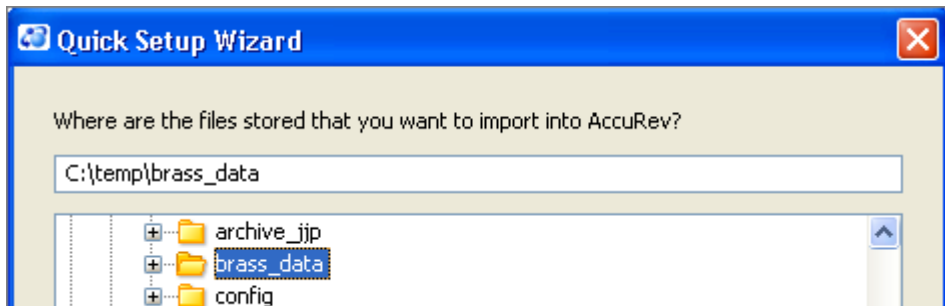 Quick Setup Wizard
Where are the files stored that you want to import into AccuRev?
C:\temp\brass_data
archive_jjp
brass_data
config